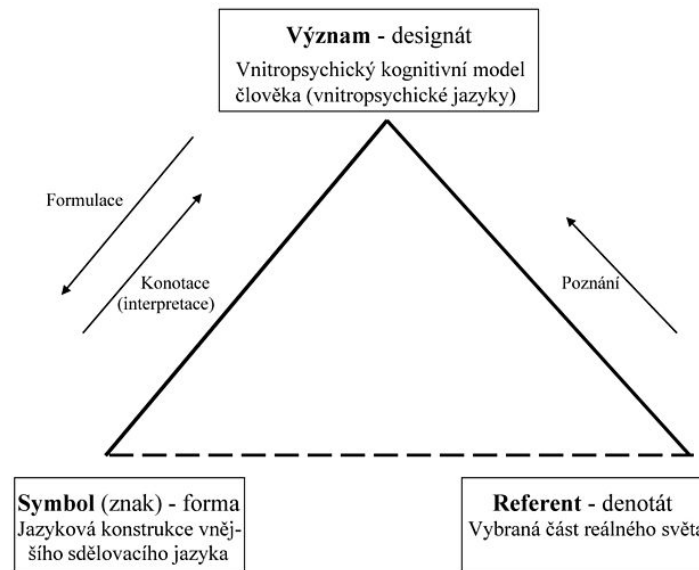 Význam - designát
Vnitropsychický kognitivní model
člověka (vnitropsychické jazyky)
Formulace
Konotace
(interpretace)
Poznání
Symbol (znak) - forma
Jazyková konstrukce vněj-
šího sdělovacího jazyka
Referent - denotát
Vybraná část reálného světa